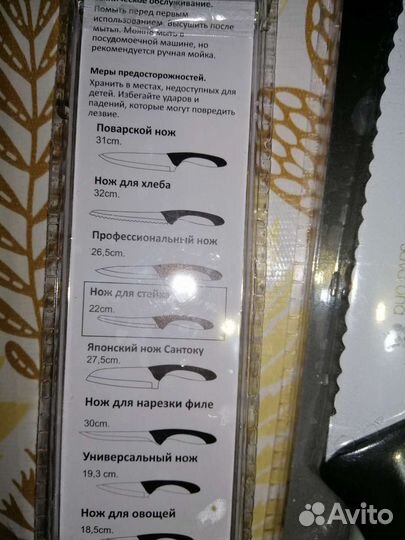 ническое обслуживание.
Помыть перед первым
использованием. Высушить после
мытья. Можно мыть в
посудомоечной машине, но
рекомендуется ручная мойка.
Меры предосторожностей.
Хранить в местах, недоступных для
детей. Избегайте ударов и
падений, которые могут повредить
лезвие.
Поварской нож
31cm.
Нож для хлеба
32cm.
Профессиональный нож
26,5cm.
Нож для стейка
22cm.
Японский нож Сантоку
27,5cm.
Нож для нарезки филе
30cm.
Универсальный нож
19,3 cm.
Нож для овощей
18,5cm.
Avito